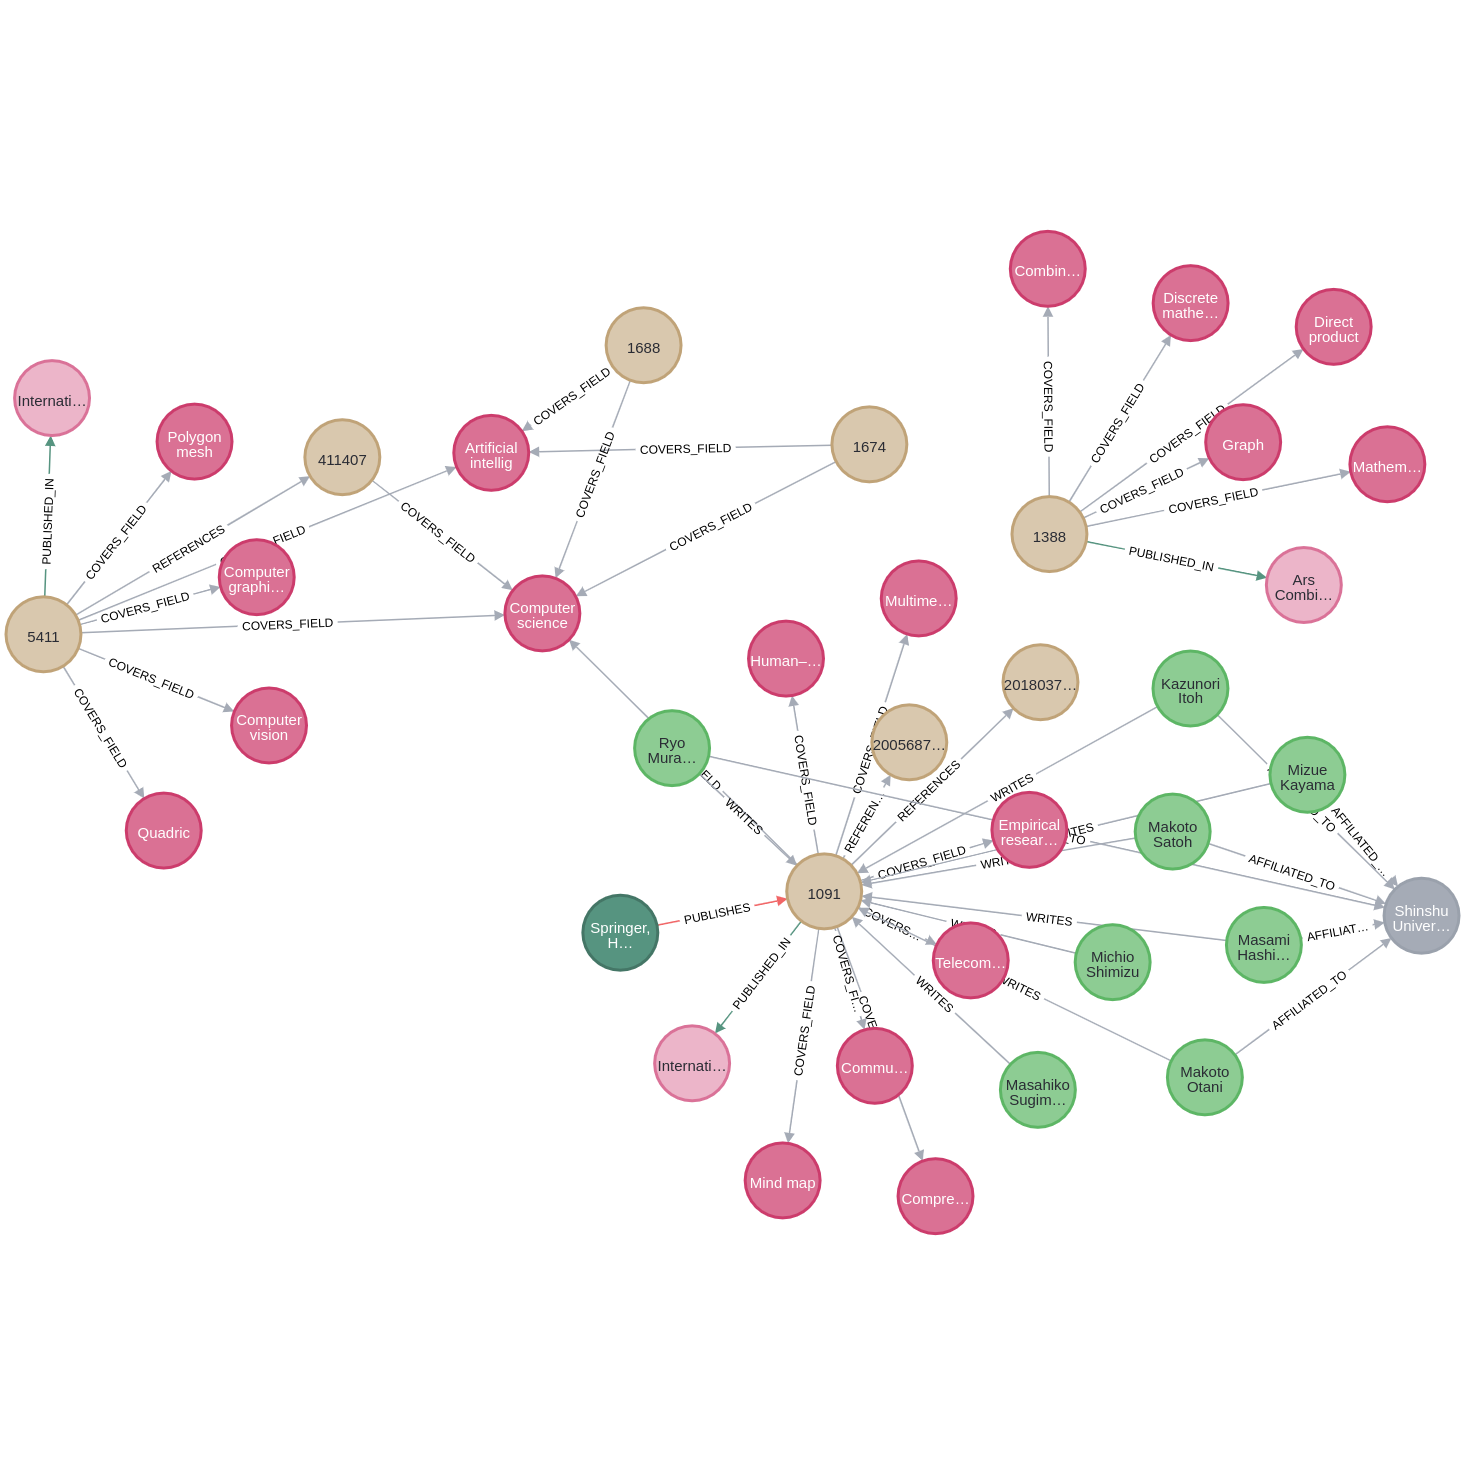 Combin…
Discrete
mathe…
Direct
product
COVERS_FIELD
COVERS_FIELD
COVERS_FIELD
Graph
Mathem…
COVERS_FIELD
COVERS_FIELD
1388
PUBLISHED_IN
Ars
Combi…
1688
COVERS_FIELD
COVERS_FIELD
1674
COVERS_FIELD
COVERS_FIELD
Artificial
intellig
Internati…
PUBLISHED_IN
Polygon
mesh
COVERS_FIELD
411407
COVERS_FIELD
REFERENCES
FIELD
Computer
graphi…
COVERS_FIELD
5411
COVERS_FIELD
Computer
science
COVERS_FIELD
Computer
vision
COVERS_FIELD
Quadric
Multime…
Human–…
2018037…
2005687…
Kazunori
Itoh
Ryo
Mura…
COVERS_FIELD
REFERENCES
REFEREN…
WRITES
Mizue
Kayama
ELD
WRITES
Empirical
resear…
Makoto
Satoh
_TO
AFFILIATED_…
COVERS_FIELD
AFFILIATED_TO
1091
Springer,
H…
PUBLISHES
COVERS…
WRITES
Masami
Hashi…
AFFILIAT…
Shinshu
Univer…
PUBLISHED_IN
COVERS_FI…
COVE
Telecom…
Michio
Shimizu
WRITES
WRITES
AFFILIATED_TO
Internati…
COVERS_FIELD
Commu…
Masahiko
Sugim…
Makoto
Otani
Mind map
Compre…